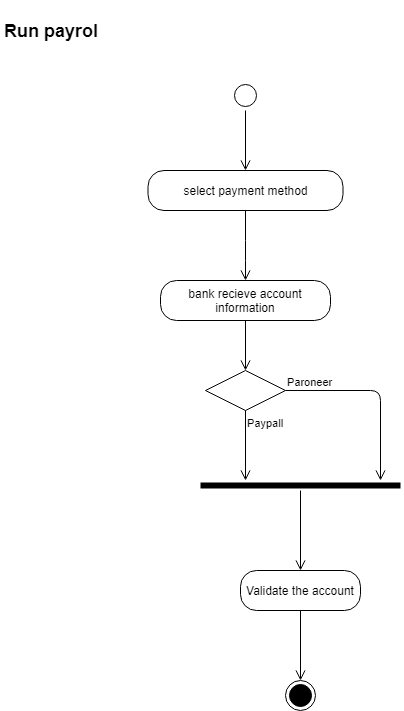 Run payrol
select payment method
bank recieve account
information
Paroneer
Paypall
Validate the account